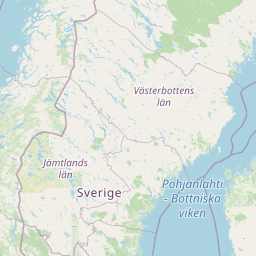 Västerbottens
län
Jämtlands
län
Sverige
Pohjanlahti
- Bottniska
viken